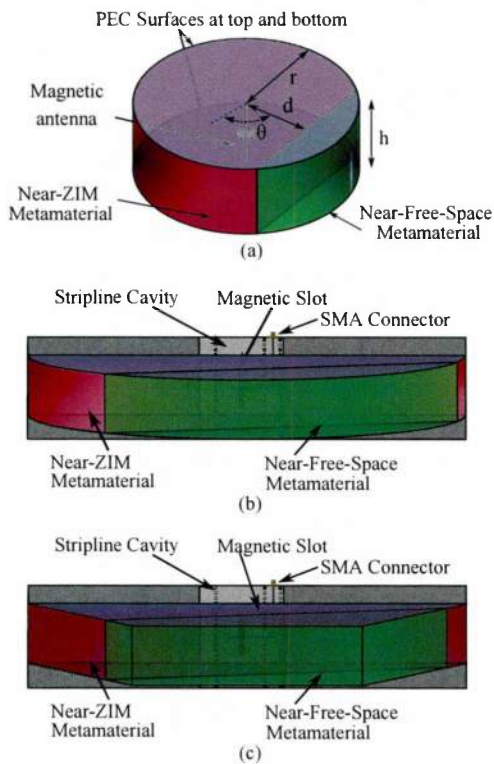 PEC Surfaces at top and bottom
Magnetic
antenna
r
d
θ
h
Near-ZIM
Metamaterial
Near-Free-Space
Metamaterial
(a)
Stripline Cavity
Magnetic Slot
SMA Connector
Near-ZIM
Metamaterial
Near-Free-Space
Metamaterial
(b)
Stripline Cavity
Magnetic Slot
SMA Connector
Near-ZIM
Metamaterial
Near-Free-Space
Metamaterial
(c)